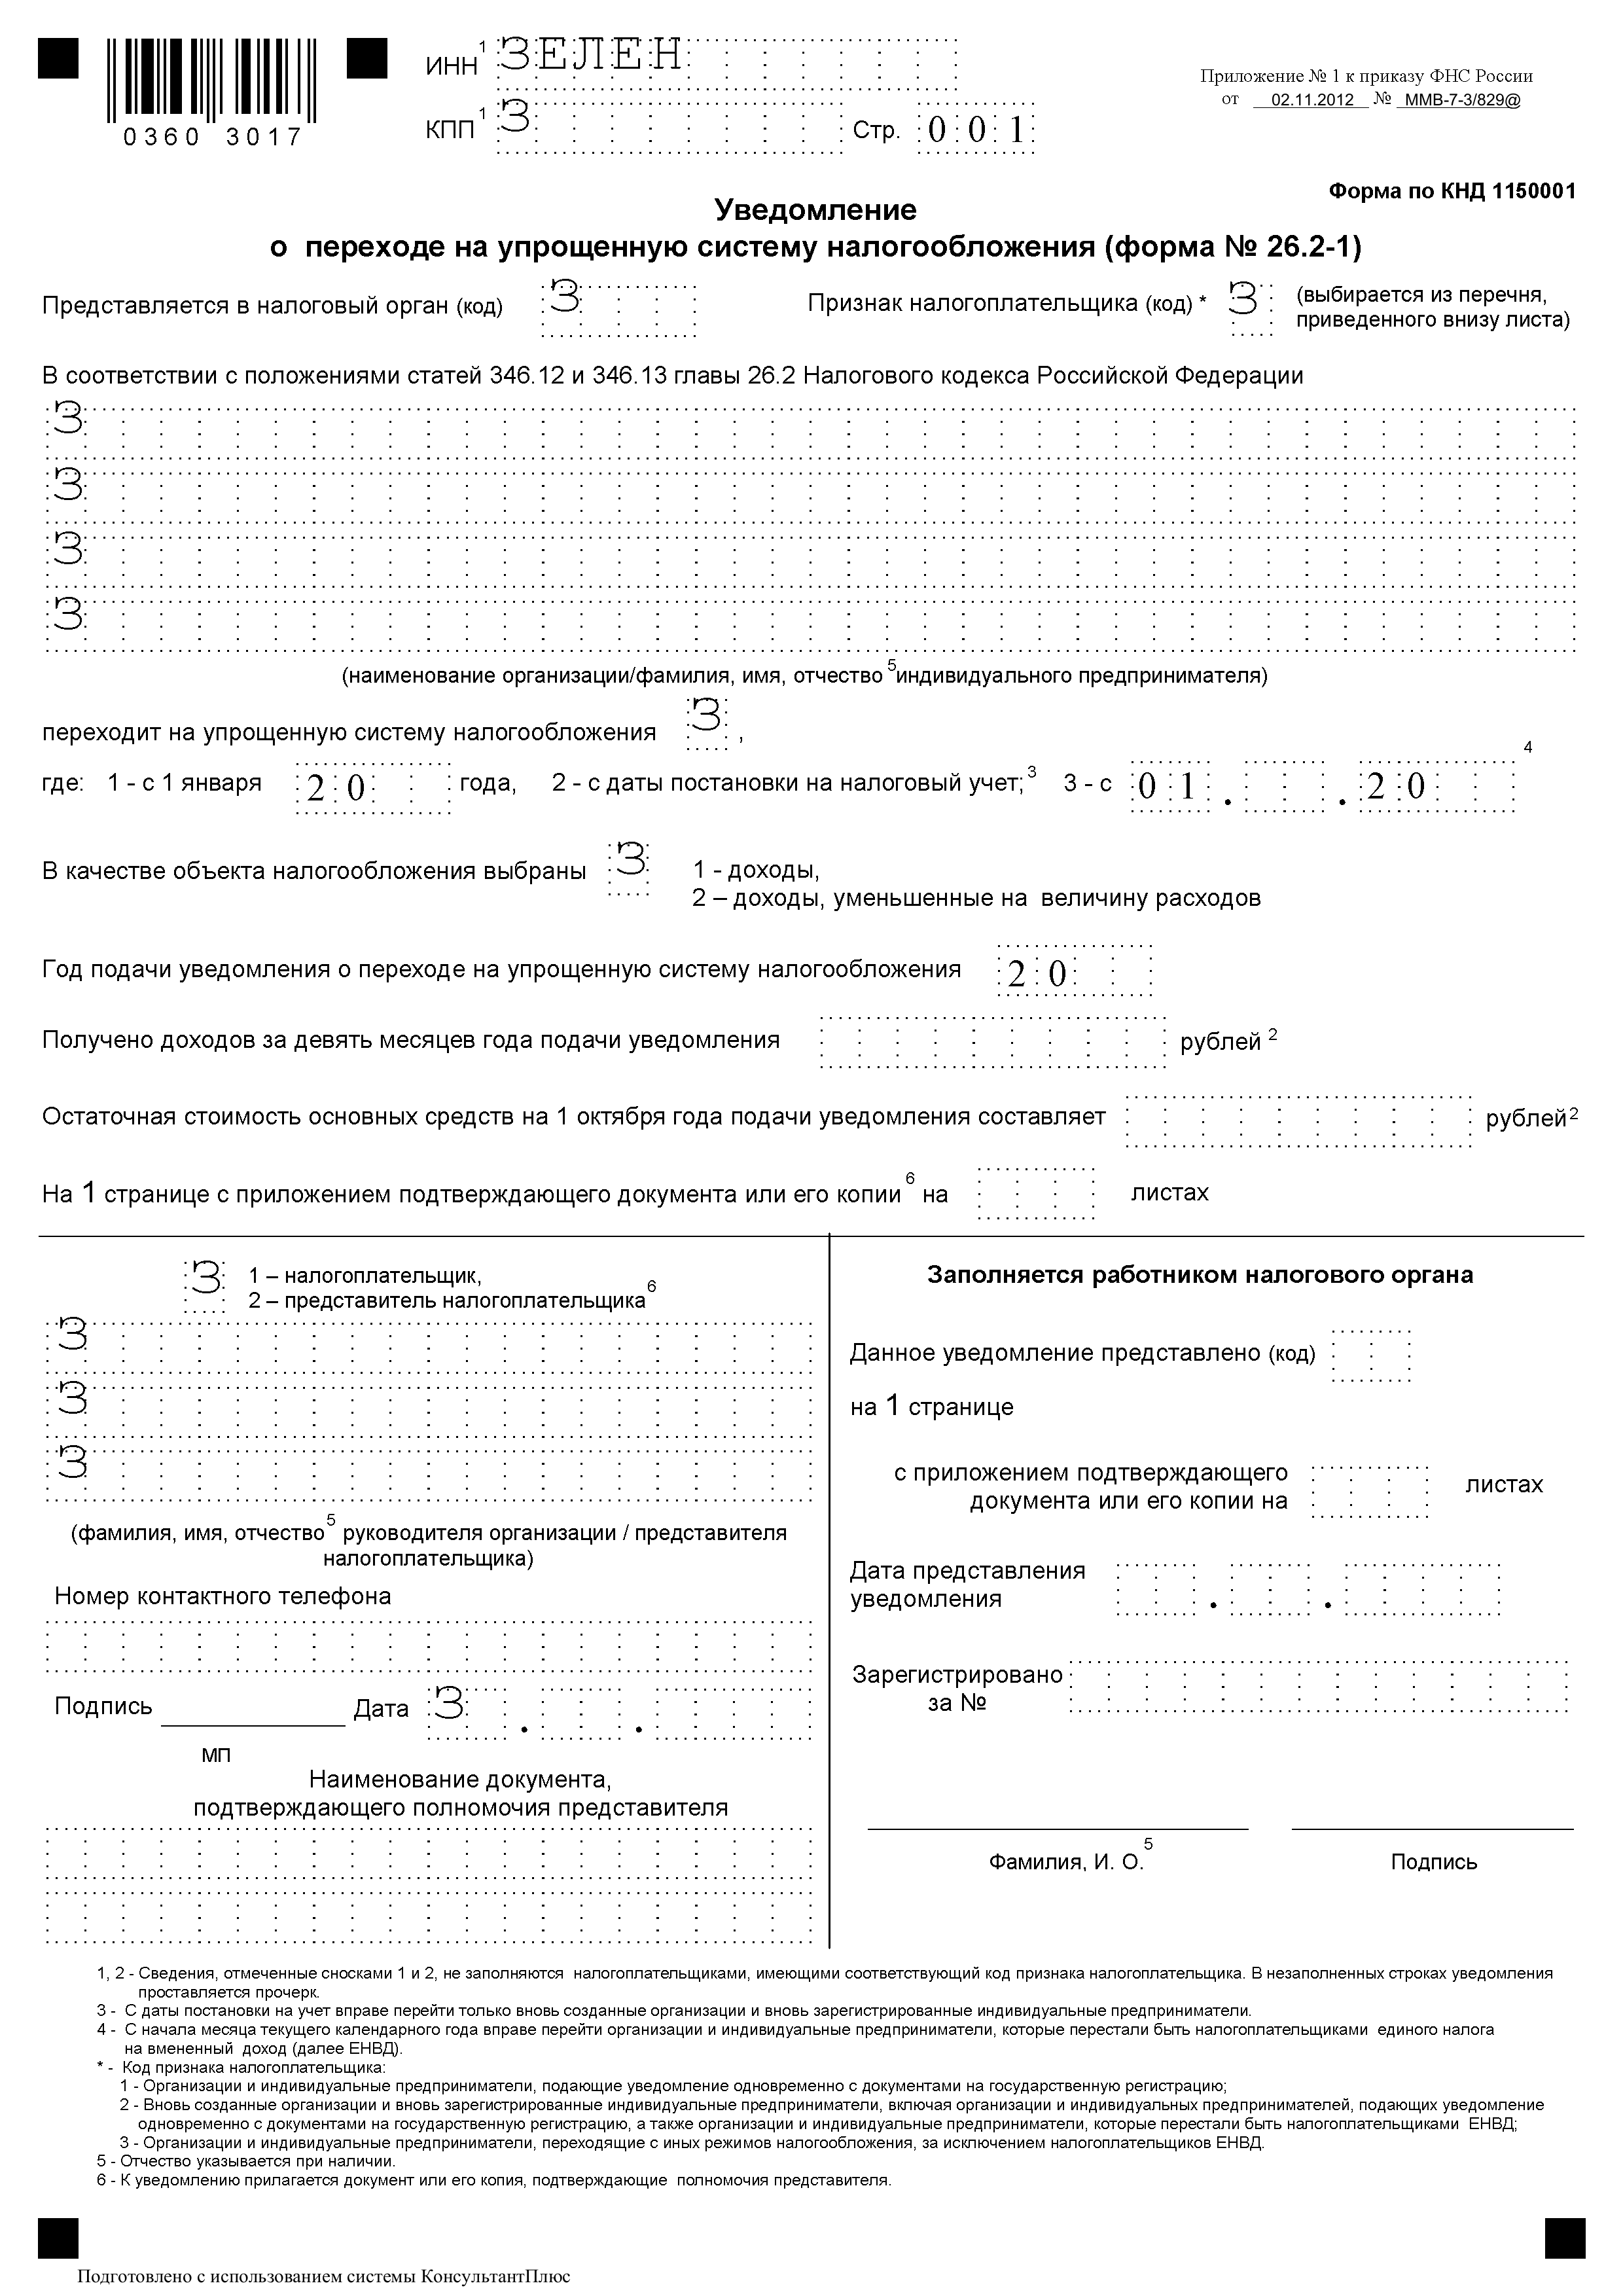 ИНН 1 ЗЕЛЕН
Приложение № 1 к приказу ФНС России
от 02.11.2012 № ММВ-7-3/829@
КПП 1 З Стр. 001
0360 3017
Форма по КНД 1150001
Уведомление
о переходе на упрощенную систему налогообложения (форма № 26.2-1)
Представляется в налоговый орган (код) З Признак налогоплательщика (код) * З (выбирается из перечня,
приведенного внизу листа)
В соответствии с положениями статей 346.12 и 346.13 главы 26.2 Налогового кодекса Российской Федерации
З
З
З
З
(наименование организации/фамилия, имя, отчество 5 индивидуального предпринимателя)
переходит на упрощенную систему налогообложения З ,
где: 1 - с 1 января 20 года, 2 - с даты постановки на налоговый учет; 3 3 - с 01 . . 20 4
В качестве объекта налогообложения выбраны З 1 - доходы,
2 – доходы, уменьшенные на величину расходов
Год подачи уведомления о переходе на упрощенную систему налогообложения 20
Получено доходов за девять месяцев года подачи уведомления рублей 2
Остаточная стоимость основных средств на 1 октября года подачи уведомления составляет рублей 2
На 1 странице с приложением подтверждающего документа или его копии 6 на листах
З 1 – налогоплательщик,
2 – представитель налогоплательщика 6
З
З
З
(фамилия, имя, отчество 5 руководителя организации / представителя
налогоплательщика)
Номер контактного телефона
Подпись Дата З . .
МП
Наименование документа,
подтверждающего полномочия представителя
Заполняется работником налогового органа
Данное уведомление представлено (код)
на 1 странице
с приложением подтверждающего
документа или его копии на листах
Дата представления
уведомления . .
Зарегистрировано
за №
Фамилия, И. О. 5 Подпись
1, 2 - Сведения, отмеченные сносками 1 и 2, не заполняются налогоплательщиками, имеющими соответствующий код признака налогоплательщика. В незаполненных строках уведомления
проставляется прочерк.
3 - С даты постановки на учет вправе перейти только вновь созданные организации и вновь зарегистрированные индивидуальные предприниматели.
4 - С начала месяца текущего календарного года вправе перейти организации и индивидуальные предприниматели, которые перестали быть налогоплательщиками единого налога
на вмененный доход (далее ЕНВД).
* - Код признака налогоплательщика:
1 - Организации и индивидуальные предприниматели, подающие уведомление одновременно с документами на государственную регистрацию;
2 - Вновь созданные организации и вновь зарегистрированные индивидуальные предприниматели, включая организации и индивидуальных предпринимателей, подающих уведомление
одновременно с документами на государственную регистрацию, а также организации и индивидуальные предприниматели, которые перестали быть налогоплательщиками ЕНВД;
3 - Организации и индивидуальные предприниматели, переходящие с иных режимов налогообложения, за исключением налогоплательщиков ЕНВД.
5 - Отчество указывается при наличии.
6 - К уведомлению прилагается документ или его копия, подтверждающие полномочия представителя.
Подготовлено с использованием системы КонсультантПлюс